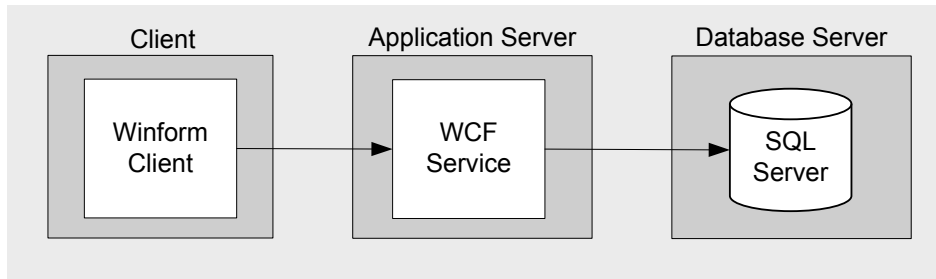 Client
Application Server
Database Server
Winform
Client
WCF
Service
SQL
Server